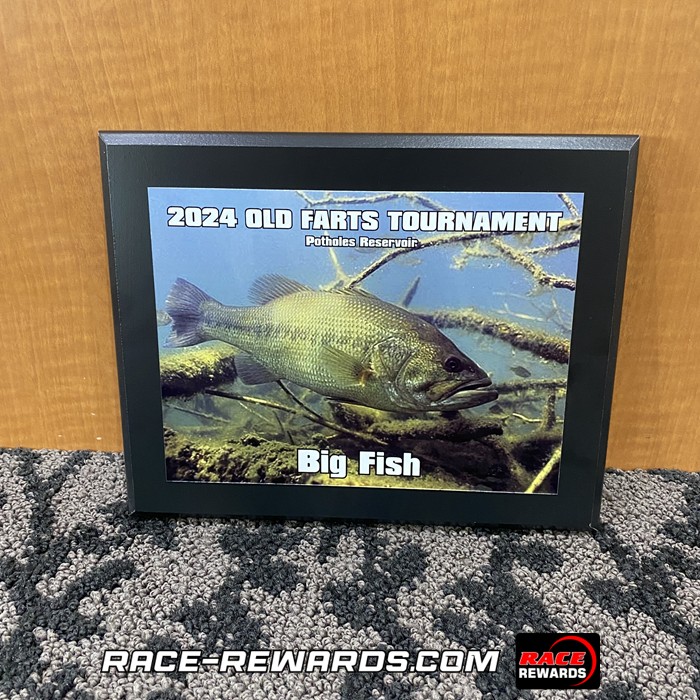 2024 OLD FARTS TOURNAMENT
Potholes Reservoir
Big Fish
RACE-REWARDS.COM
RACE
REWARDS